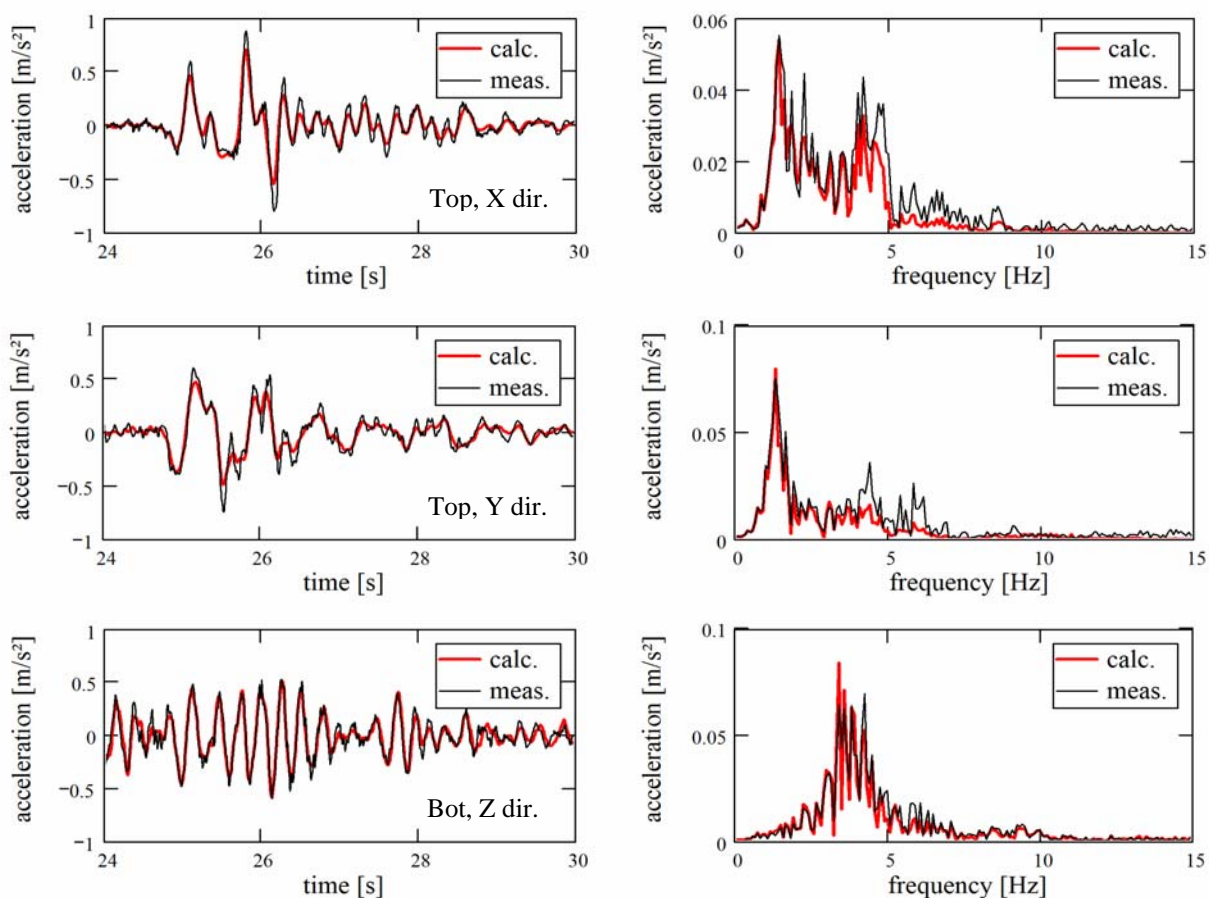 acceleration [m/s²]
1
0.5
0
−0.5
−1
calc.
meas.
Top, X dir.
24 26 28 30
time [s]
acceleration [m/s²]
0.06
0.04
0.02
0
calc.
meas.
0 5 10 15
frequency [Hz]
acceleration [m/s²]
1
0.5
0
−0.5
−1
calc.
meas.
Top, Y dir.
24 26 28 30
time [s]
acceleration [m/s²]
0.1
0.05
0
calc.
meas.
0 5 10 15
frequency [Hz]
acceleration [m/s²]
1
0.5
0
−0.5
−1
calc.
meas.
Bot, Z dir.
24 26 28 30
time [s]
acceleration [m/s²]
0.1
0.05
0
calc.
meas.
0 5 10 15
frequency [Hz]